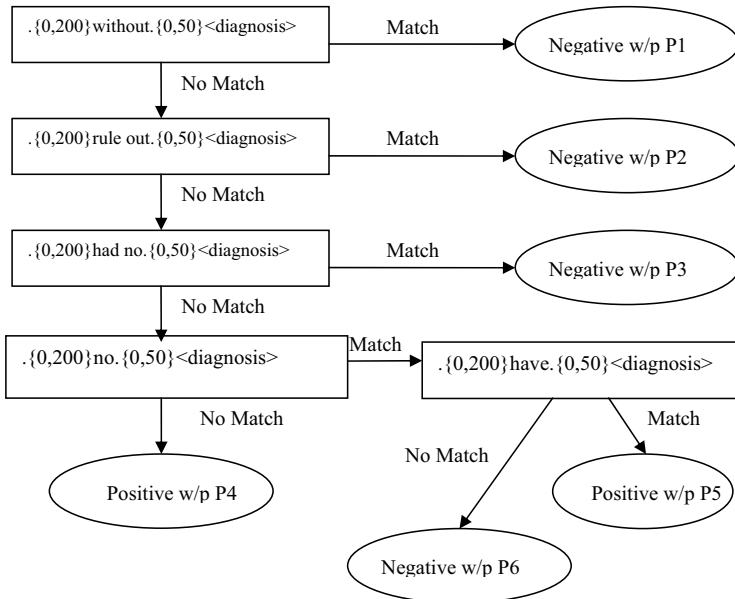 .{0,200}without.{0,50}<diagnosis>
Match
Negative w/p P1
No Match
.{0,200}rule out.{0,50}<diagnosis>
Match
Negative w/p P2
No Match
.{0,200}had no.{0,50}<diagnosis>
Match
Negative w/p P3
No Match
.{0,200}no.{0,50}<diagnosis>
Match
.{0,200}have.{0,50}<diagnosis>
No Match
Match
No Match
Positive w/p P4
Positive w/p P5
Negative w/p P6